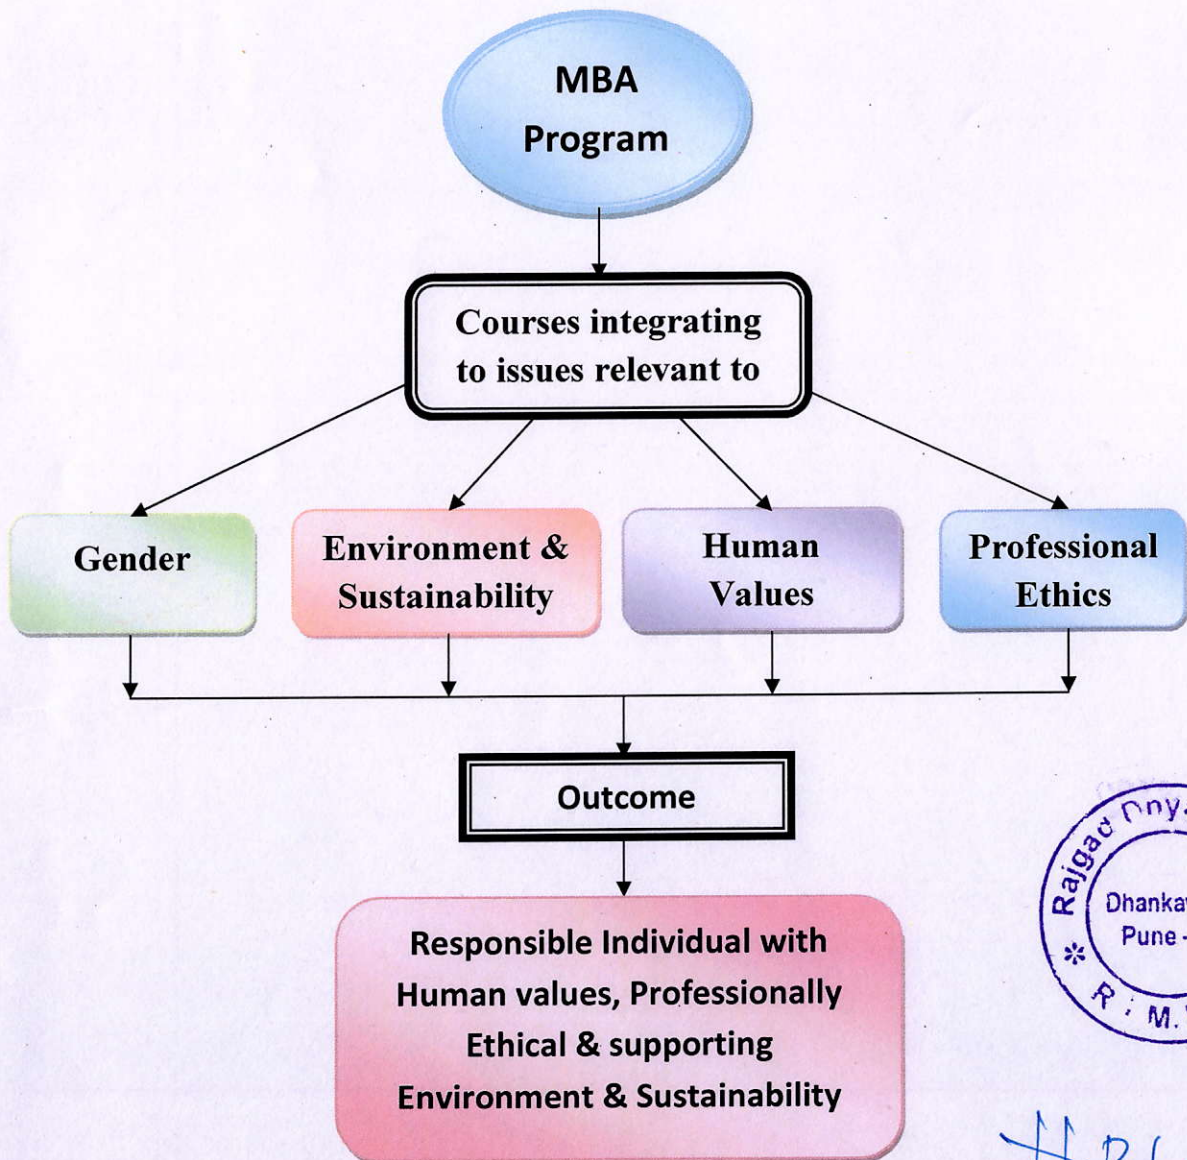 MBA
Program
Courses integrating
to issues relevant to
Gender
Environment &
Sustainability
Human
Values
Professional
Ethics
Outcome
Rajgad
Pune -
R
M.
Responsible Individual with
Human values, Professionally
Ethical & supporting
Environment & Sustainability